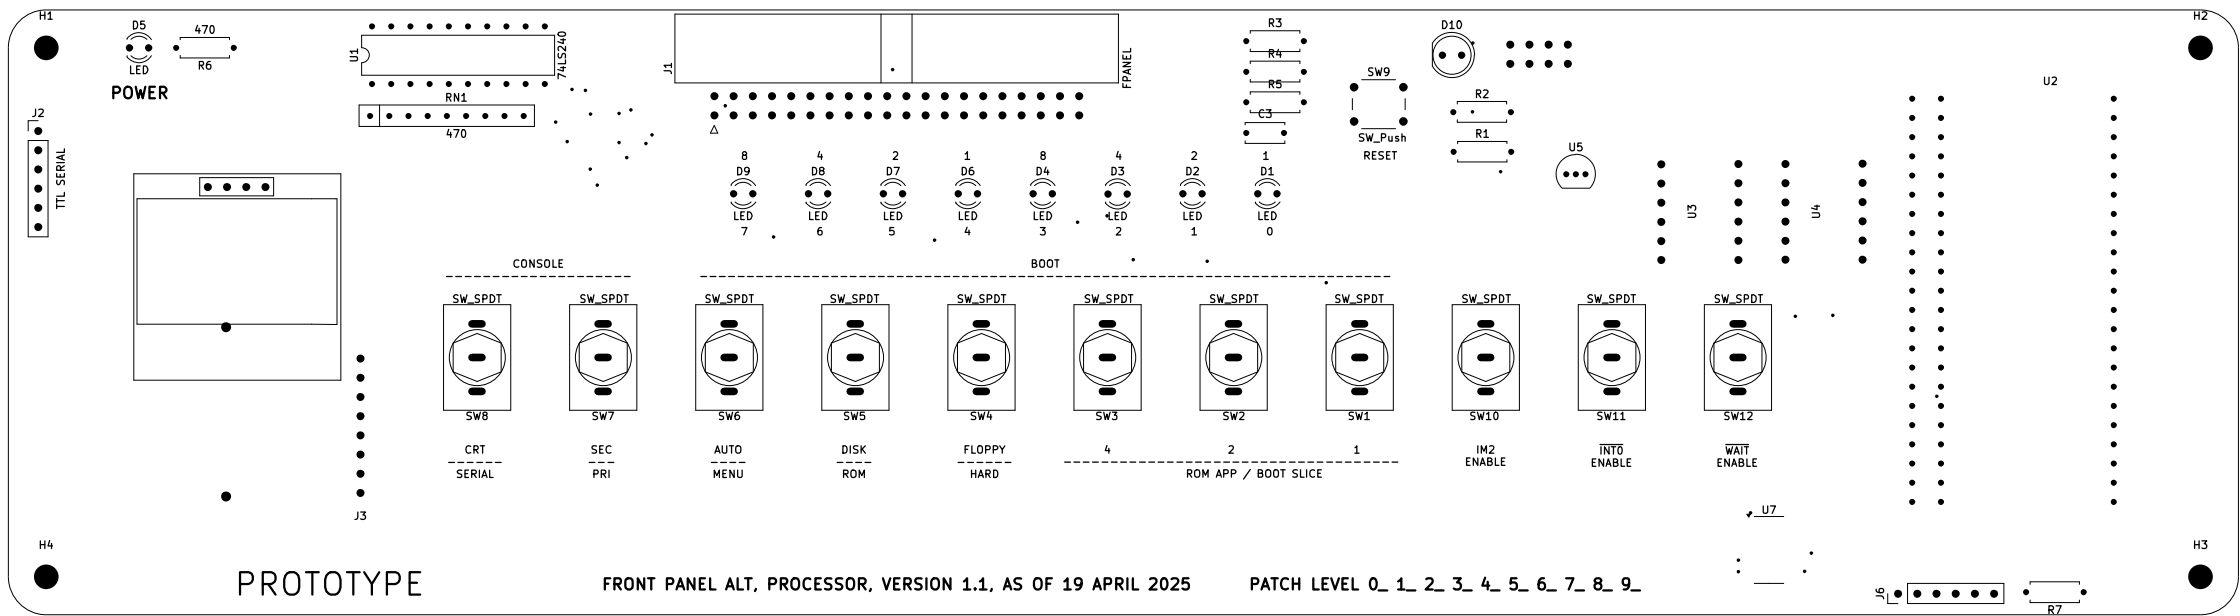 H1
D5
LED
POWER
470
R6
U1
74LS240
RN1
470
J1
FPANEL
R3
R4
R5
C3
SW9
SW_Push
RESET
D10
R2
R1
U5
H2
U2
J2
TTL SERIAL
8 4 2 1 8 4 2 1
D9 D8 D7 D6 D4 D3 D2 D1
LED LED LED LED LED LED LED LED
7 6 5 4 3 2 1 0
U3
U4
CONSOLE
BOOT
SW_SPDT SW_SPDT SW_SPDT SW_SPDT SW_SPDT SW_SPDT SW_SPDT SW_SPDT SW_SPDT SW_SPDT SW_SPDT
SW8 SW7 SW6 SW5 SW4 SW3 SW2 SW1 SW10 SW11 SW12
CRT SEC AUTO DISK FLOPPY 4 2 1 IM2 INT0 WAIT
ENABLE ENABLE ENABLE
SERIAL PRI MENU ROM HARD ROM APP / BOOT SLICE
J3
U7
H4
H3
PROTOTYPE
FRONT PANEL ALT, PROCESSOR, VERSION 1.1, AS OF 19 APRIL 2025
PATCH LEVEL 0_ 1_ 2_ 3_ 4_ 5_ 6_ 7_ 8_ 9_
J6
R7